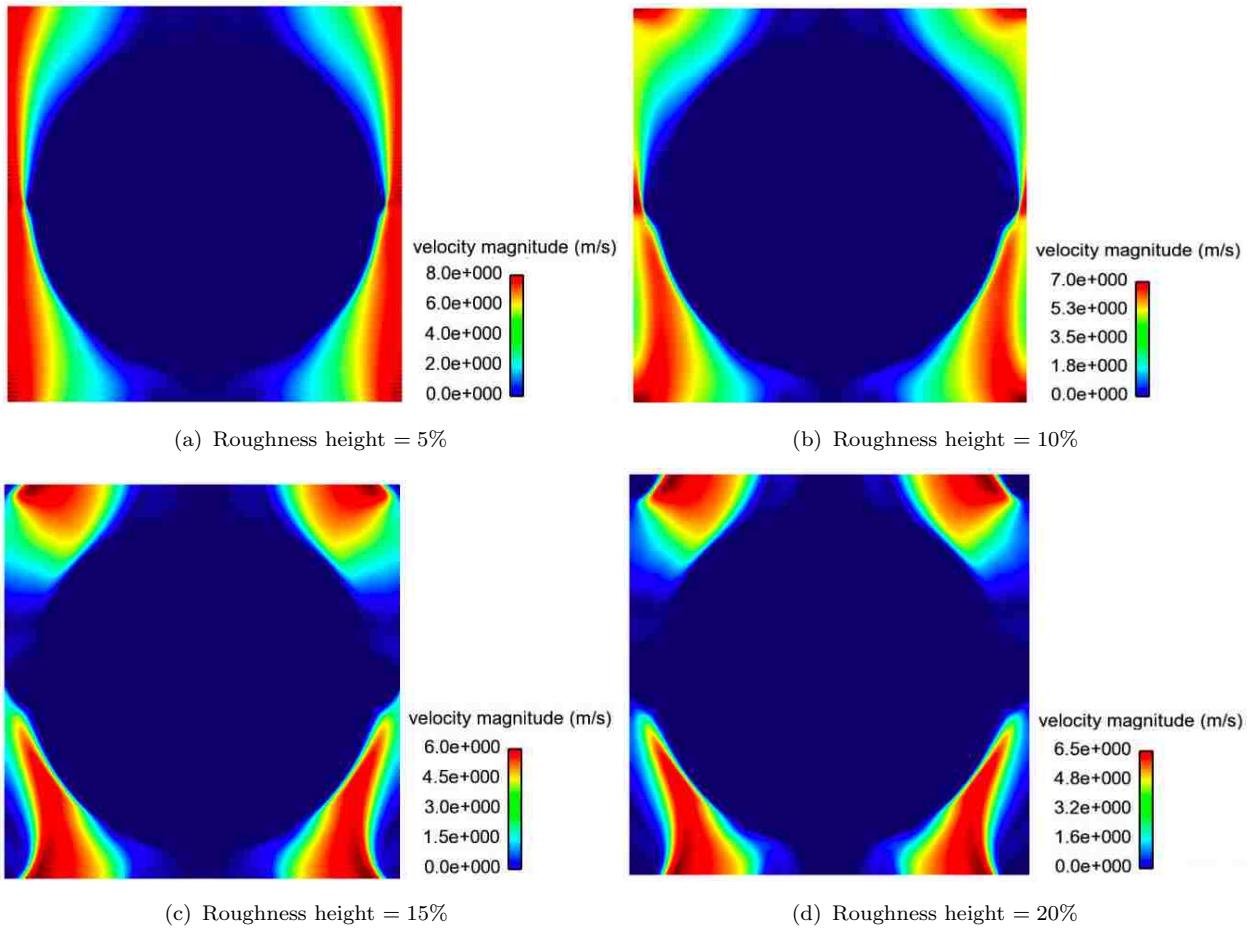 velocity magnitude (m/s)
8.0e+000
6.0e+000
4.0e+000
2.0e+000
0.0e+000
(a) Roughness height = 5%
velocity magnitude (m/s)
7.0e+000
5.3e+000
3.5e+000
1.8e+000
0.0e+000
(b) Roughness height = 10%
velocity magnitude (m/s)
6.0e+000
4.5e+000
3.0e+000
1.5e+000
0.0e+000
(c) Roughness height = 15%
velocity magnitude (m/s)
6.5e+000
4.8e+000
3.2e+000
1.6e+000
0.0e+000
(d) Roughness height = 20%